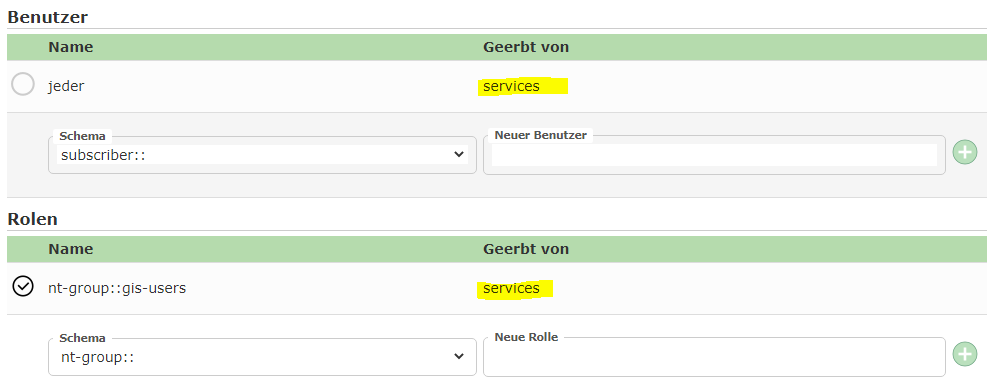 Benutzer
Name Geerbt von
jeder services
Schema Neuer Benutzer
subscriber::
Rolen
Name Geerbt von
nt-group::gis-users services
Schema Neue Rolle
nt-group::